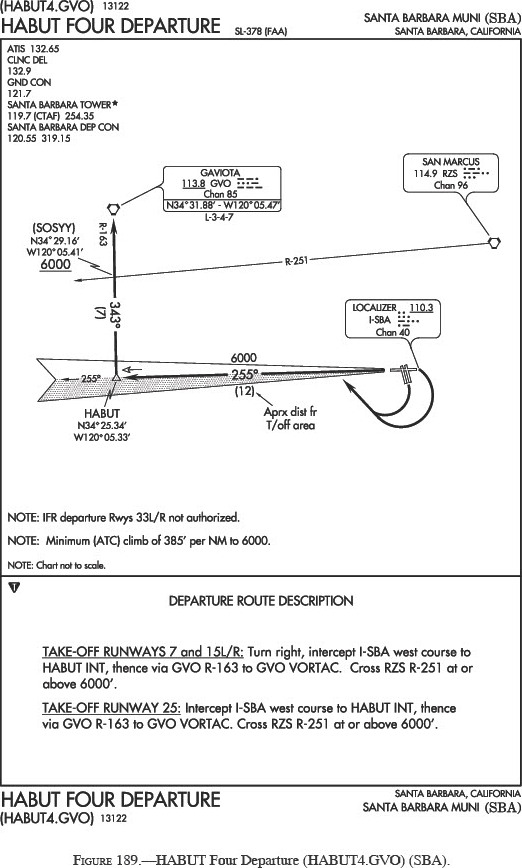 (HABUT4.GVO) 13122
HABUT FOUR DEPARTURE
SL-378 (FAA)
SANTA BARBARA MUNI (SBA)
SANTA BARBARA, CALIFORNIA
ATIS 132.65
CLNC DEL
132.9
GND CON
121.7
SANTA BARBARA TOWER★
119.7 (CTAF) 254.35
SANTA BARBARA DEP CON
120.55 319.15
GAVIOTA
113.8 GVO
Chan 85
N34°31.88' - W120°05.47'
L-3-4-7
SAN MARCUS
114.9 RZS
Chan 96
(SOSYY)
N34°29.16'
W120°05.41'
6000
R-163
R-251
343°
(7)
LOCALIZER 110.3
I-SBA
Chan 40
6000
255°
255°
(12)
HABUT
N34°25.34'
W120°05.33'
Aprx dist fr
T/off area
NOTE: IFR departure Rwys 33L/R not authorized.
NOTE: Minimum (ATC) climb of 385' per NM to 6000.
NOTE: Chart not to scale.
T
DEPARTURE ROUTE DESCRIPTION
TAKE-OFF RUNWAYS 7 and 15L/R: Turn right, intercept I-SBA west course to
HABUT INT, thence via GVO R-163 to GVO VORTAC. Cross RZS R-251 at or
above 6000'.
TAKE-OFF RUNWAY 25: Intercept I-SBA west course to HABUT INT, thence
via GVO R-163 to GVO VORTAC. Cross RZS R-251 at or above 6000'.
HABUT FOUR DEPARTURE
(HABUT4.GVO) 13122
SANTA BARBARA, CALIFORNIA
SANTA BARBARA MUNI (SBA)
FIGURE 189.—HABUT Four Departure (HABUT4.GVO) (SBA).